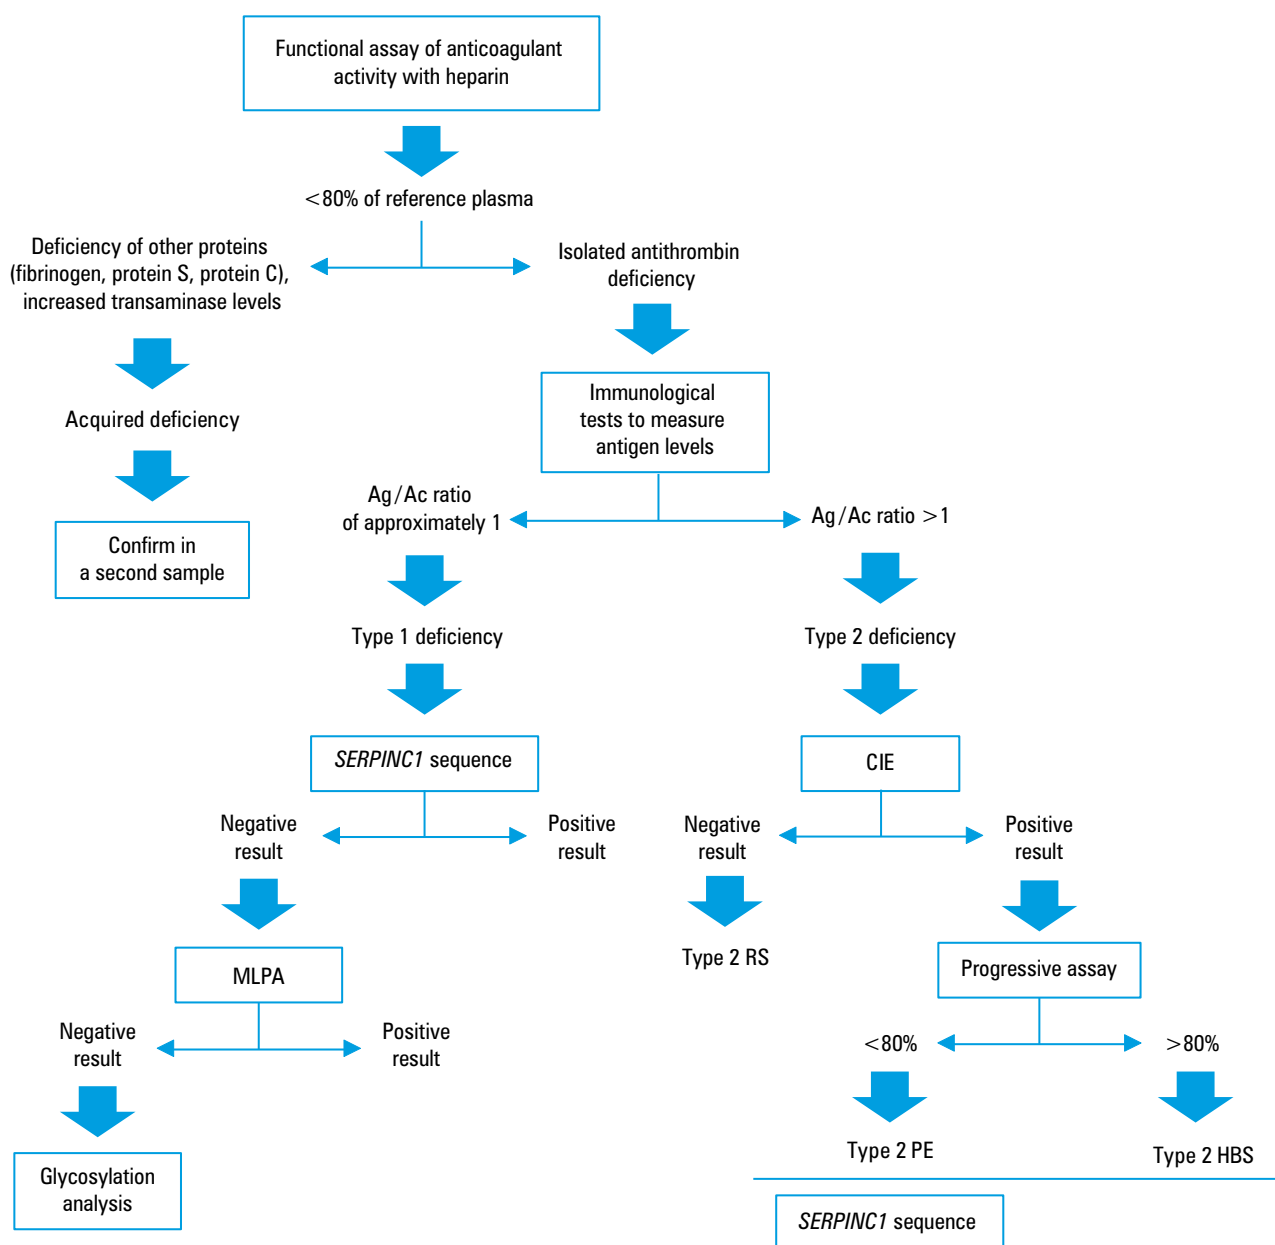 Functional assay of anticoagulant
activity with heparin
<80% of reference plasma
Deficiency of other proteins
(fibrinogen, protein S, protein C),
increased transaminase levels
Isolated antithrombin
deficiency
Acquired deficiency
Confirm in
a second sample
Immunological
tests to measure
antigen levels
Ag/Ac ratio
of approximately 1
Ag/Ac ratio >1
Type 1 deficiency
Type 2 deficiency
SERPINC1 sequence
CIE
Negative
result
Positive
result
Negative
result
Positive
result
MLPA
Type 2 RS
Progressive assay
Negative
result
Positive
result
<80%
>80%
Glycosylation
analysis
Type 2 PE
Type 2 HBS
SERPINC1 sequence